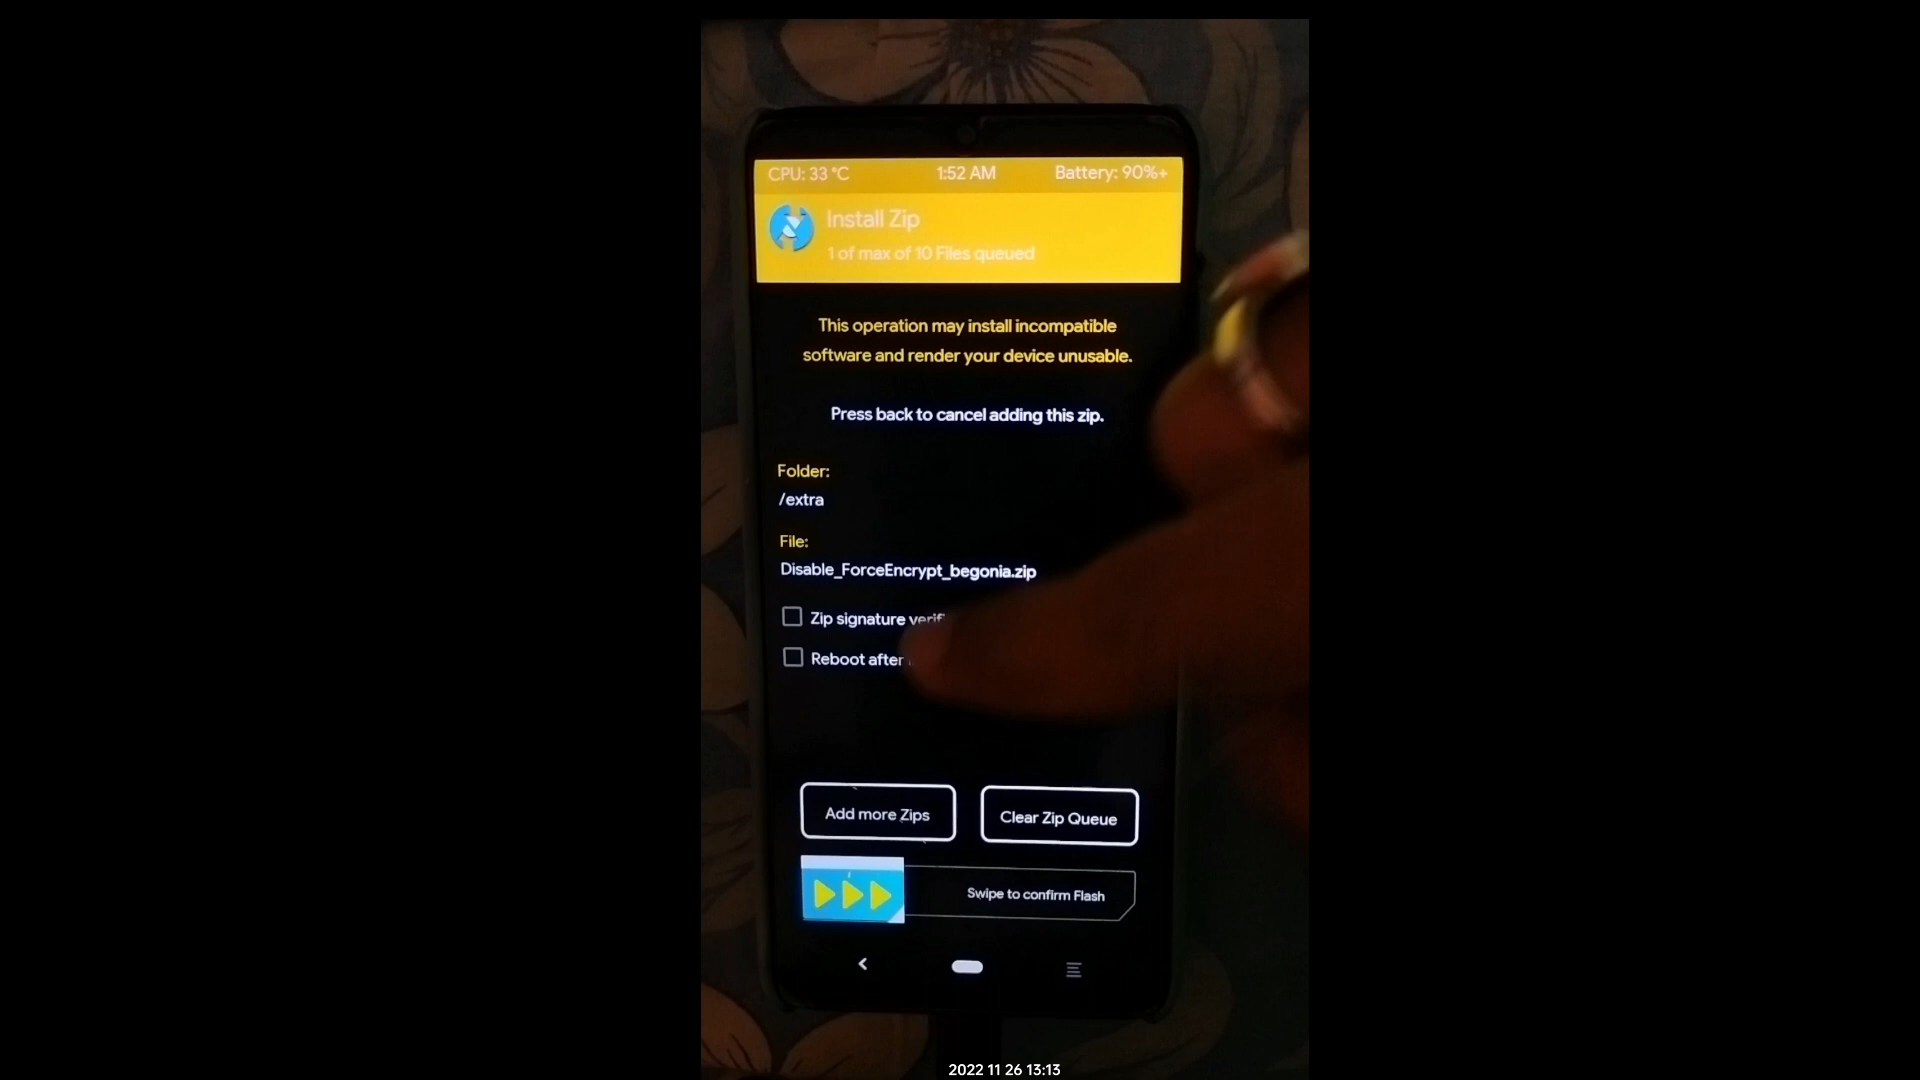 CPU: 33 °C 1:52 AM Battery: 90%+
Install Zip
1 of max of 10 Files queued
This operation may install incompatible
software and render your device unusable.
Press back to cancel adding this zip.
Folder:
/extra
File:
Disable_ForceEncrypt_begonia.zip
Zip signature
Reboot after
Add more Zips Clear Zip Queue
Swipe to confirm Flash
2022 11 26 13:13